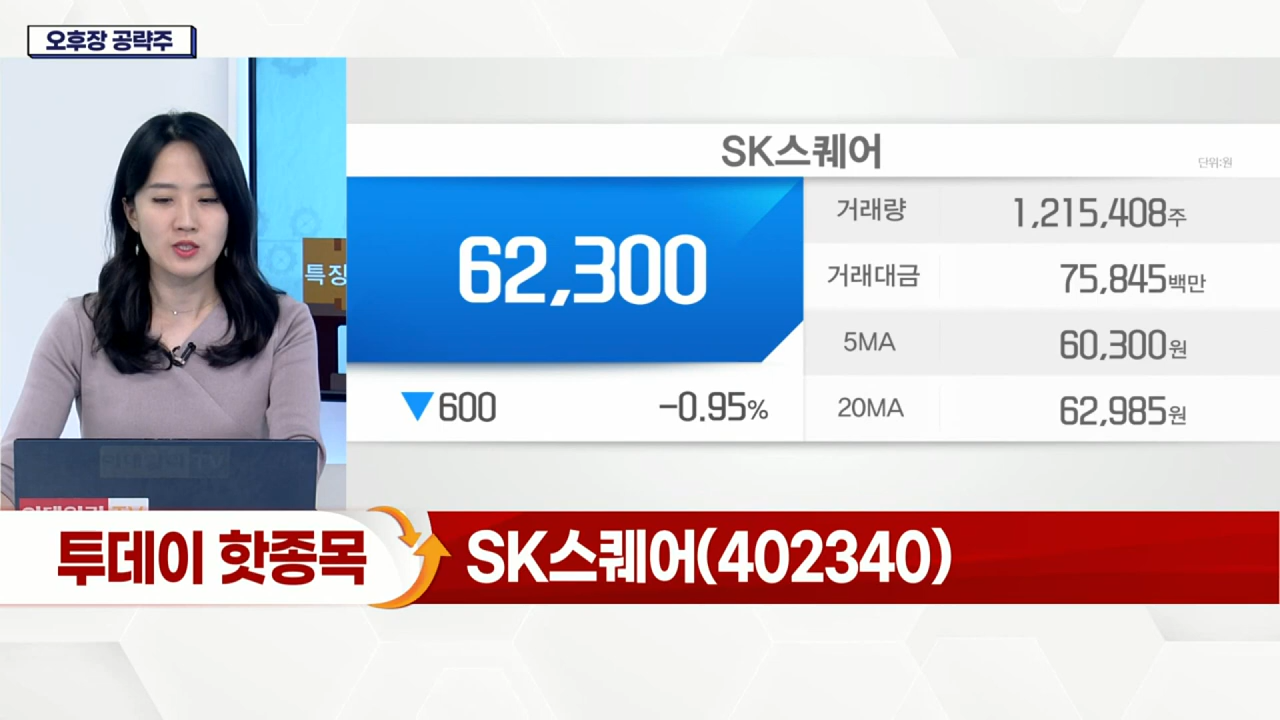 오후장 공략주
SK스퀘어
단위:원
특징
62,300
▼600 -0.95%
거래량 1,215,408주
거래대금 75,845백만
5MA 60,300원
20MA 62,985원
투데이 핫종목
SK스퀘어(402340)